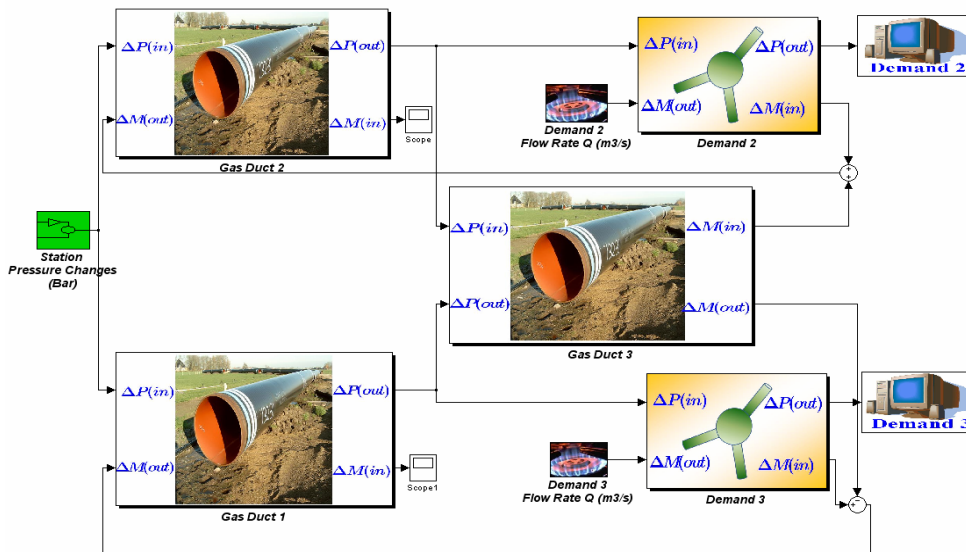 ΔP(in)
ΔP(out)
ΔM(out)
ΔM(in)
Gas Duct 2
Scope
Demand 2
Flow Rate Q (m3/s)
ΔP(in)
ΔP(out)
ΔM(out)
ΔM(in)
Demand 2
Demand 2
Station
Pressure Changes
(Bar)
ΔP(in)
ΔM(in)
ΔP(out)
ΔM(out)
Gas Duct 3
ΔP(in)
ΔP(out)
ΔM(out)
ΔM(in)
Gas Duct 1
Scope1
Demand 3
Flow Rate Q (m3/s)
ΔP(in)
ΔP(out)
ΔM(out)
ΔM(in)
Demand 3
Demand 3